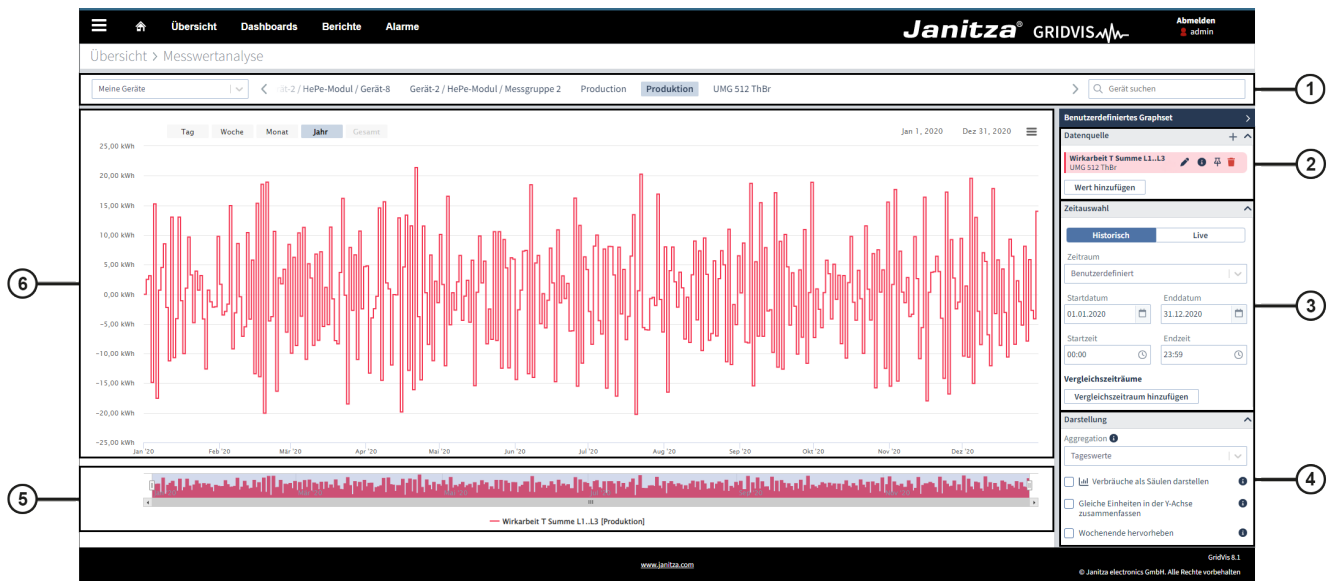 Übersicht Dashboards Berichte Alarme
Janitza® GRIDVIS
Abmelden
admin
Übersicht > Messwertanalyse
Meine Geräte
/ HePe-Modul / Gerät-8 Gerät-2 / HePe-Modul / Messgruppe 2 Production Produktion UMG 512 ThBr
Gerät suchen
1
Tag Woche Monat Jahr Gesamt
Jan 1, 2020 Dez 31, 2020
25,00 kWh
20,00 kWh
15,00 kWh
10,00 kWh
5,00 kWh
0,00 kWh
−5,00 kWh
−10,00 kWh
−15,00 kWh
−20,00 kWh
−25,00 kWh
Jan '20 Feb '20 Mär '20 Apr '20 Mai '20 Jun '20 Jul '20 Aug '20 Sep '20 Okt '20 Nov '20 Dez '20
6
Benutzerdefiniertes Graphset
Datenquelle
Wirkarbeit T Summe L1..L3
UMG 512 ThBr
Wert hinzufügen
2
Zeitauswahl
Historisch Live
Zeitraum
Benutzerdefiniert
Startdatum Enddatum
01.01.2020 31.12.2020
Startzeit Endzeit
00:00 23:59
Vergleichszeiträume
Vergleichszeitraum hinzufügen
3
Darstellung
Aggregation
Tageswerte
Verbräuche als Säulen darstellen
Gleiche Einheiten in der Y-Achse
zusammenfassen
Wochenende hervorheben
4
5
Wirkarbeit T Summe L1..L3 [Produktion]
www.janitza.com
GridVis 8.1
© Janitza electronics GmbH. Alle Rechte vorbehalten